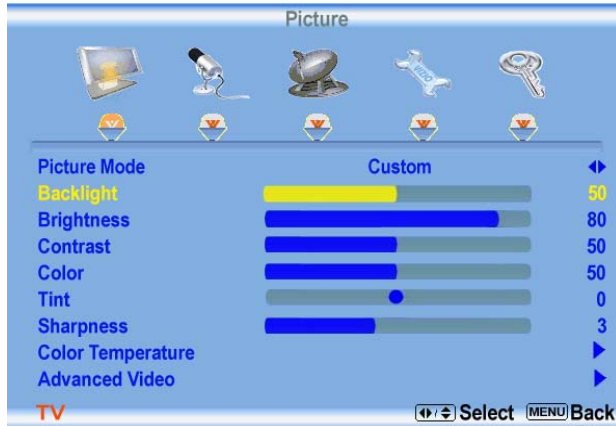 Picture
VIZIO
Picture Mode Custom
Backlight 50
Brightness 80
Contrast 50
Color 50
Tint 0
Sharpness 3
Color Temperature
Advanced Video
TV Select MENU Back